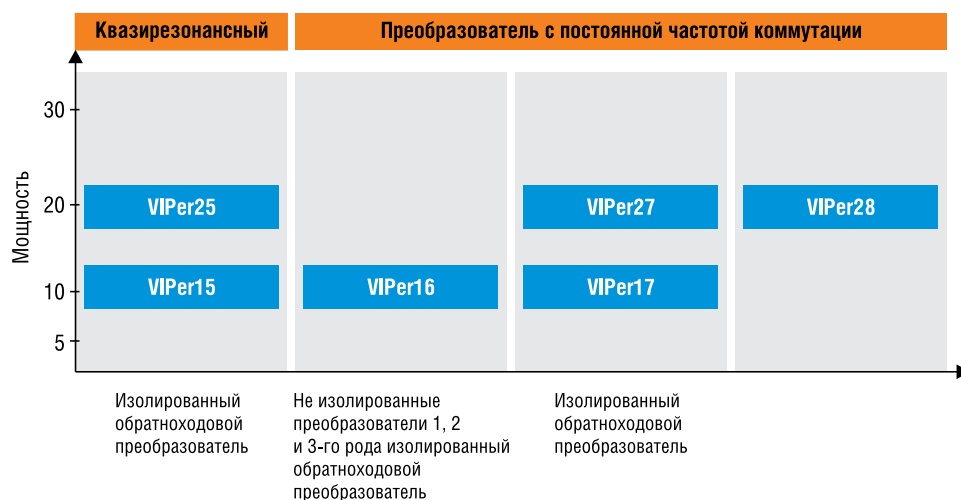 Квазирезонансный
Преобразователь с постоянной частотой коммутации
Мощность
30
20
10
5
VIPer25
VIPer27
VIPer28
VIPer15
VIPer16
VIPer17
Изолированный
обратноходовой
преобразователь
Не изолированные
преобразователи 1, 2
и 3-го рода изолированный
обратноходовой
преобразователь
Изолированный
обратноходовой
преобразователь